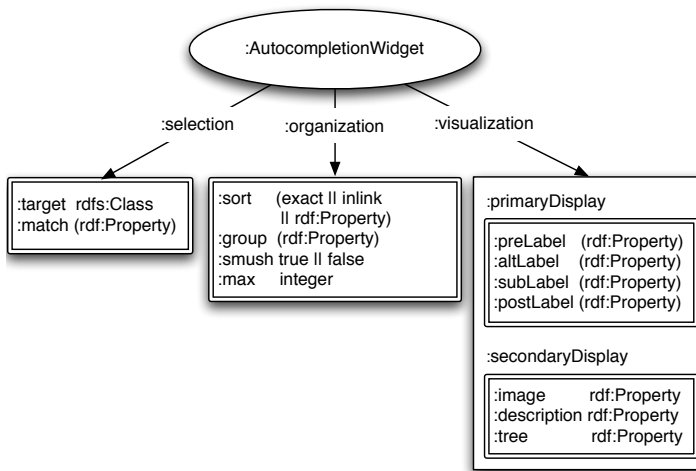 :AutocompletionWidget
:selection
:organization
:visualization
:target rdfs:Class
:match (rdf:Property)
:sort (exact || inlink
|| rdf:Property)
:group (rdf:Property)
:smush true || false
:max integer
:primaryDisplay
:preLabel (rdf:Property)
:altLabel (rdf:Property)
:subLabel (rdf:Property)
:postLabel (rdf:Property)
:secondaryDisplay
:image rdf:Property
:description rdf:Property
:tree rdf:Property